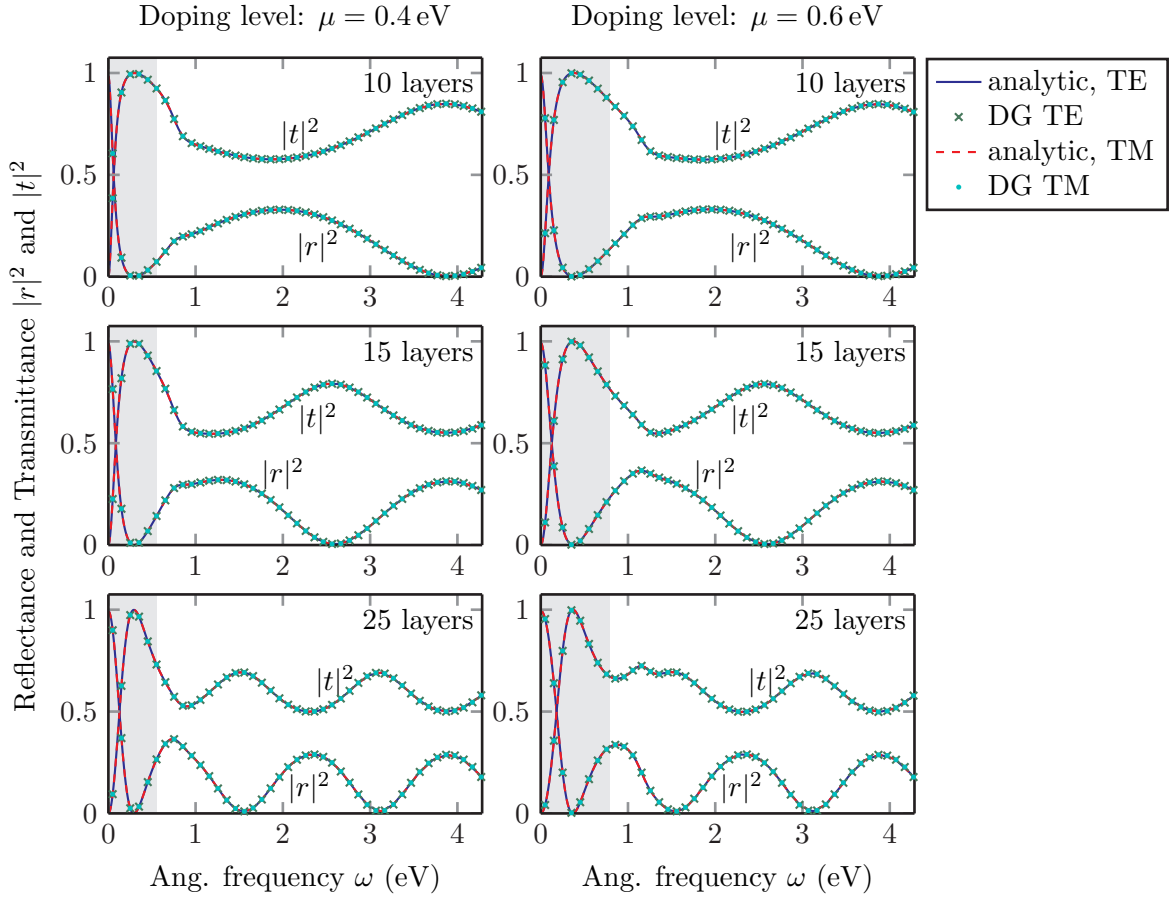 Doping level: μ = 0.4 eV
Doping level: μ = 0.6 eV
Reflectance and Transmittance |r|² and |t|²
10 layers
|t|²
|r|²
1
0.5
0
0 1 2 3 4
10 layers
|t|²
|r|²
1
0.5
0
0 1 2 3 4
analytic, TE
DG TE
analytic, TM
DG TM
15 layers
|t|²
|r|²
1
0.5
0
0 1 2 3 4
15 layers
|t|²
|r|²
1
0.5
0
0 1 2 3 4
25 layers
|t|²
|r|²
1
0.5
0
0 1 2 3 4
Ang. frequency ω (eV)
25 layers
|t|²
|r|²
1
0.5
0
0 1 2 3 4
Ang. frequency ω (eV)